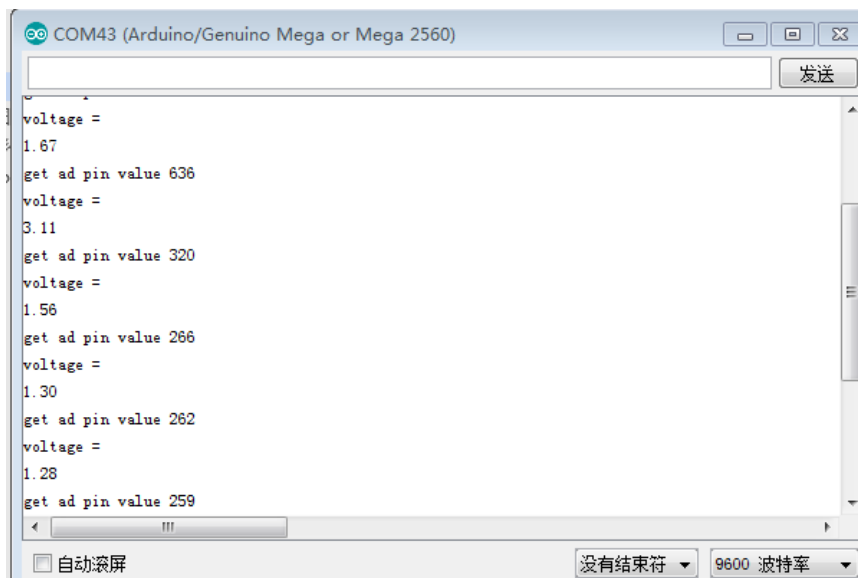 COM43 (Arduino/Genuino Mega or Mega 2560)
发送
voltage =
1.67
get ad pin value 636
voltage =
3.11
get ad pin value 320
voltage =
1.56
get ad pin value 266
voltage =
1.30
get ad pin value 262
voltage =
1.28
get ad pin value 259
自动滚屏
没有结束符
9600 波特率